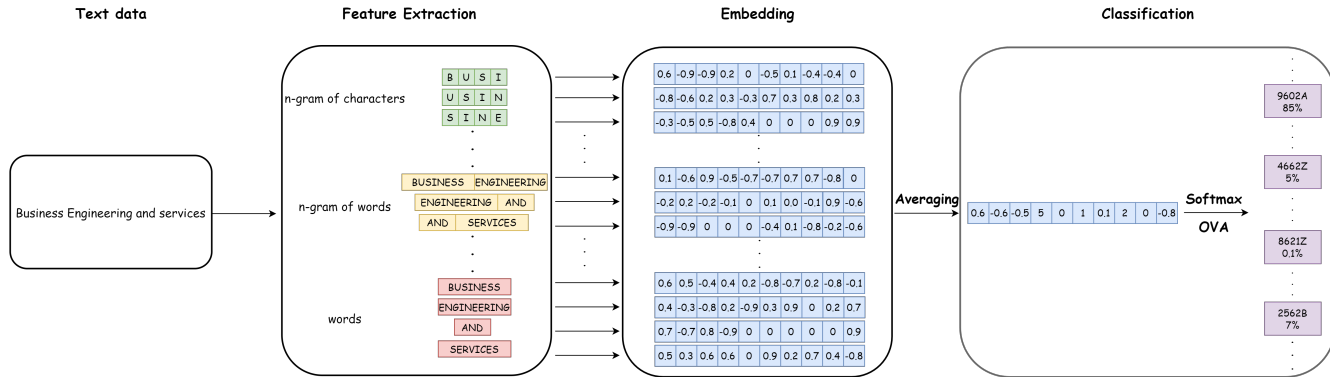 Text data
Feature Extraction
Embedding
Classification
Business Engineering and services
n-gram of characters
B U S I
U S I N
S I N E
n-gram of words
BUSINESS ENGINEERING
ENGINEERING AND
AND SERVICES
words
BUSINESS
ENGINEERING
AND
SERVICES
0.6 -0.9 -0.9 0.2 0 -0.5 0.1 -0.4 -0.4 0
-0.8 -0.6 0.2 0.3 -0.3 0.7 0.3 0.8 0.2 0.3
-0.3 -0.5 0.5 -0.8 0.4 0 0 0 0.9 0.9
0.1 -0.6 0.9 -0.5 -0.7 -0.7 0.7 0.7 -0.8 0
-0.2 0.2 -0.2 -0.1 0 0.1 0.0 -0.1 0.9 -0.6
-0.9 -0.9 0 0 0 -0.4 0.1 -0.8 -0.2 -0.6
0.6 0.5 -0.4 0.4 0.2 -0.8 -0.7 0.2 -0.8 -0.1
0.4 -0.3 -0.8 0.2 -0.9 0.3 0.9 0 0.2 0.7
0.7 -0.7 0.8 -0.9 0 0 0 0 0 0.9
0.5 0.3 0.6 0.6 0 0.9 0.2 0.7 0.4 -0.8
Averaging
0.6 -0.6 -0.5 5 0 1 0.1 2 0 -0.8
Softmax
OVA
9602A
85%
4662Z
5%
8621Z
0,1%
2562B
7%